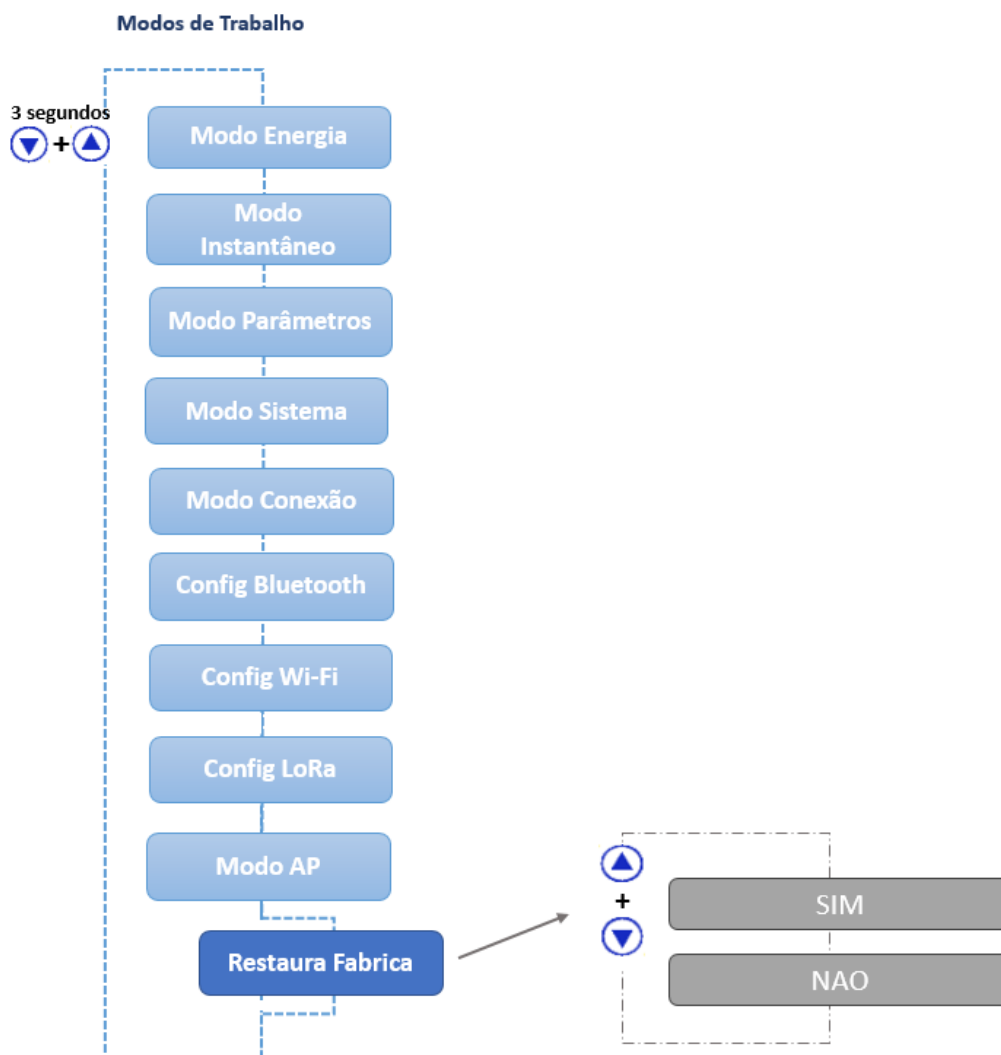 Modos de Trabalho
3 segundos
+
Modo Energia
Modo
Instantâneo
Modo Parâmetros
Modo Sistema
Modo Conexão
Config Bluetooth
Config Wi-Fi
Config LoRa
Modo AP
Restaura Fabrica
+
SIM
NAO